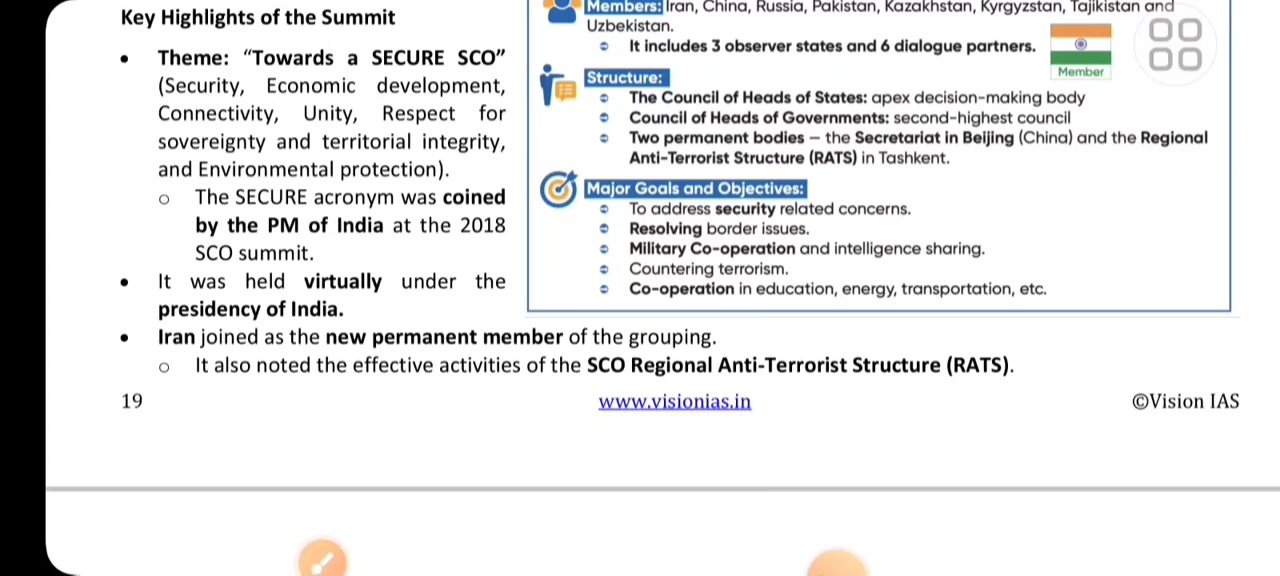 Key Highlights of the Summit
• Theme: “Towards a SECURE SCO”
(Security, Economic development,
Connectivity, Unity, Respect for
sovereignty and territorial integrity,
and Environmental protection).
o The SECURE acronym was coined
by the PM of India at the 2018
SCO summit.
• It was held virtually under the
presidency of India.
• Iran joined as the new permanent member of the grouping.
o It also noted the effective activities of the SCO Regional Anti-Terrorist Structure (RATS).
Members: Iran, China, Russia, Pakistan, Kazakhstan, Kyrgyzstan, Tajikistan and
Uzbekistan.
It includes 3 observer states and 6 dialogue partners.
Member
Structure:
The Council of Heads of States: apex decision-making body
Council of Heads of Governments: second-highest council
Two permanent bodies – the Secretariat in Beijing (China) and the Regional
Anti-Terrorist Structure (RATS) in Tashkent.
Major Goals and Objectives:
To address security related concerns.
Resolving border issues.
Military Co-operation and intelligence sharing.
Countering terrorism.
Co-operation in education, energy, transportation, etc.
19 www.visionias.in ©Vision IAS